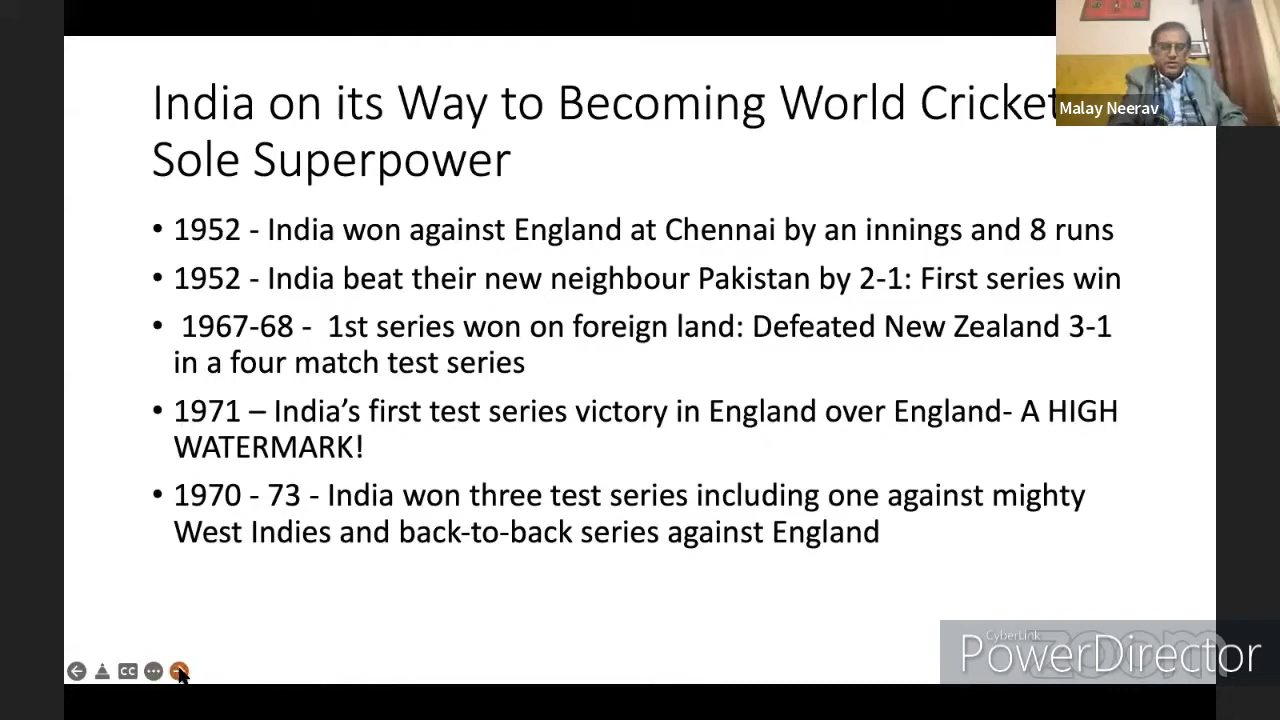 India on its Way to Becoming World Cricket
Sole Superpower
Malay Neerav
• 1952 - India won against England at Chennai by an innings and 8 runs
• 1952 - India beat their new neighbour Pakistan by 2-1: First series win
• 1967-68 - 1st series won on foreign land: Defeated New Zealand 3-1
in a four match test series
• 1971 – India’s first test series victory in England over England- A HIGH
WATERMARK!
• 1970 - 73 - India won three test series including one against mighty
West Indies and back-to-back series against England
CC
zoom
CyberLink
PowerDirector